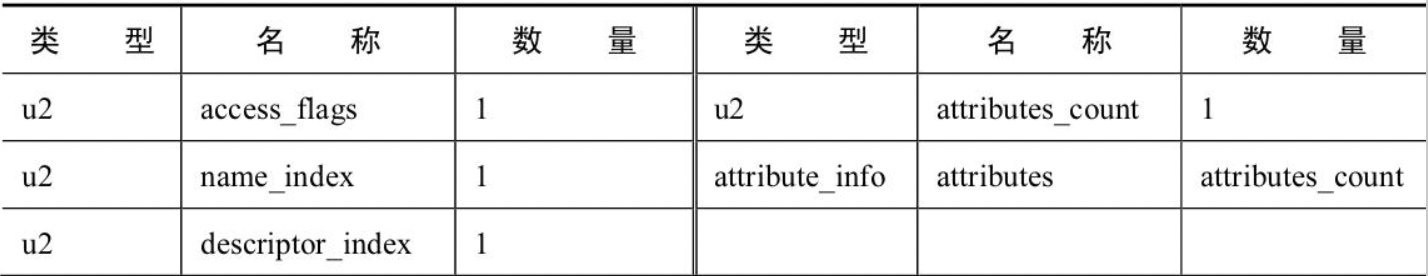 类 型 名 称 数 量 类 型 名 称 数 量
u2 access_flags 1 u2 attributes_count 1
u2 name_index 1 attribute_info attributes attributes_count
u2 descriptor_index 1